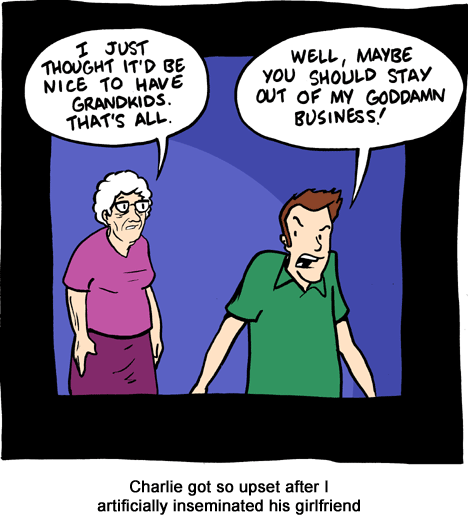 I JUST
THOUGHT IT'D BE
NICE TO HAVE
GRANDKIDS.
THAT'S ALL.
WELL, MAYBE
YOU SHOULD STAY
OUT OF MY GODDAMN
BUSINESS!
Charlie got so upset after I
artificially inseminated his girlfriend